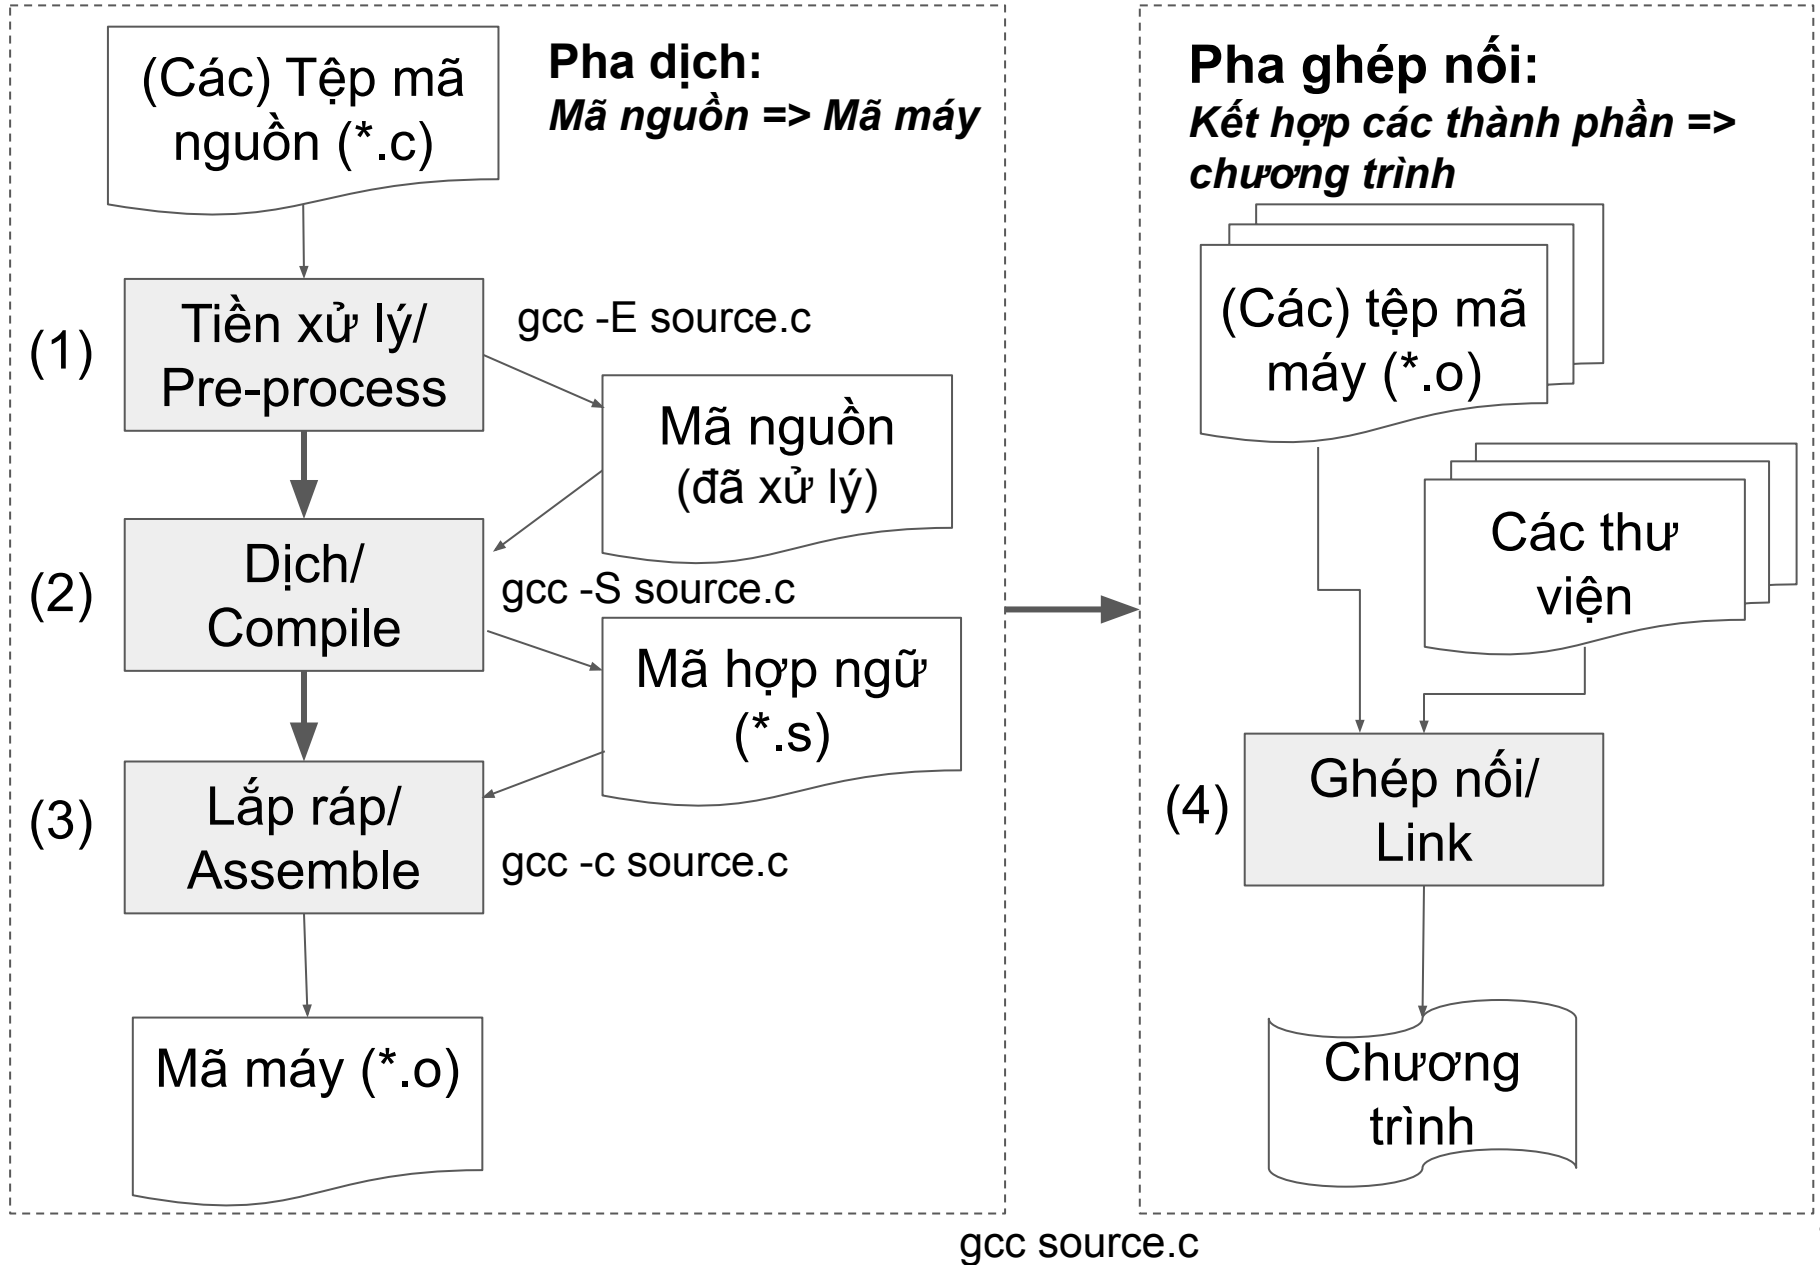 (Các) Tệp mã
nguồn (*.c)
Pha dịch:
Mã nguồn => Mã máy
(1)
Tiền xử lý/
Pre-process
gcc -E source.c
Mã nguồn
(đã xử lý)
(2)
Dịch/
Compile
gcc -S source.c
Mã hợp ngữ
(*.s)
(3)
Lắp ráp/
Assemble
gcc -c source.c
Mã máy (*.o)
Pha ghép nối:
Kết hợp các thành phần =>
chương trình
(Các) tệp mã
máy (*.o)
Các thư
viện
(4)
Ghép nối/
Link
Chương
trình
gcc source.c